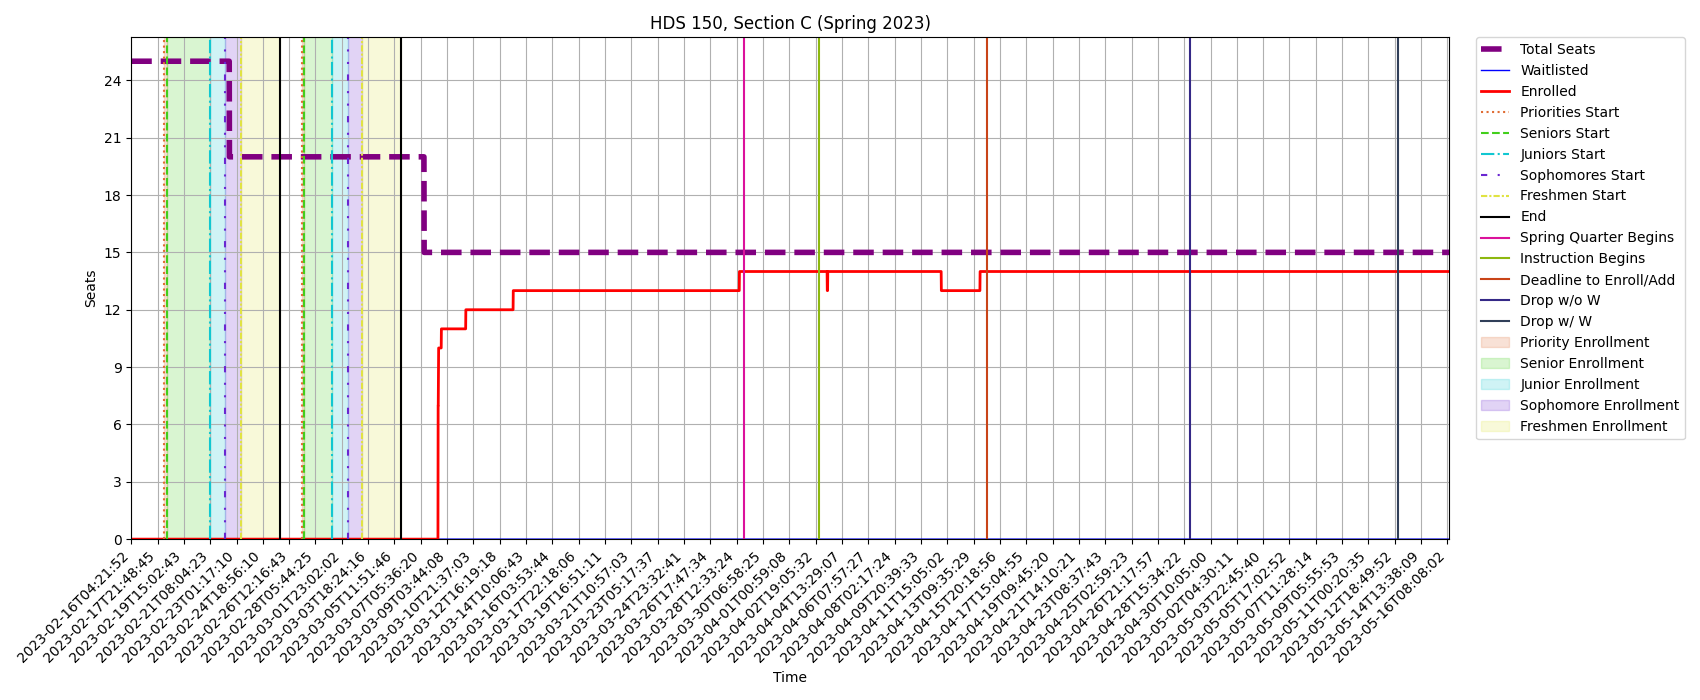 HDS 150, Section C (Spring 2023)
Seats
24
21
18
15
12
9
6
3
0
2023-02-16T04:21:52
2023-02-17T21:48:45
2023-02-19T15:02:43
2023-02-21T08:04:23
2023-02-23T01:17:10
2023-02-24T18:56:10
2023-02-26T12:16:43
2023-02-28T05:44:25
2023-03-01T23:02:02
2023-03-03T18:24:16
2023-03-05T11:51:46
2023-03-07T05:36:20
2023-03-09T03:44:08
2023-03-10T21:37:03
2023-03-12T16:19:18
2023-03-14T10:06:43
2023-03-16T03:53:44
2023-03-17T22:18:06
2023-03-19T16:51:11
2023-03-21T10:57:03
2023-03-23T05:17:37
2023-03-24T23:32:41
2023-03-26T17:47:34
2023-03-28T12:33:24
2023-03-30T06:58:25
2023-04-01T00:59:08
2023-04-02T19:05:32
2023-04-04T13:29:07
2023-04-06T07:57:27
2023-04-08T02:17:24
2023-04-09T20:39:33
2023-04-11T15:05:02
2023-04-13T09:35:29
2023-04-15T20:18:56
2023-04-17T15:04:55
2023-04-19T09:45:20
2023-04-21T14:10:21
2023-04-23T08:37:43
2023-04-25T02:59:23
2023-04-26T21:17:57
2023-04-28T15:34:22
2023-04-30T10:05:00
2023-05-02T04:30:11
2023-05-03T22:45:40
2023-05-05T17:02:52
2023-05-07T11:28:14
2023-05-09T05:55:53
2023-05-11T00:20:35
2023-05-12T18:49:52
2023-05-14T13:38:09
2023-05-16T08:08:02
Time
Total Seats
Waitlisted
Enrolled
Priorities Start
Seniors Start
Juniors Start
Sophomores Start
Freshmen Start
End
Spring Quarter Begins
Instruction Begins
Deadline to Enroll/Add
Drop w/o W
Drop w/ W
Priority Enrollment
Senior Enrollment
Junior Enrollment
Sophomore Enrollment
Freshmen Enrollment